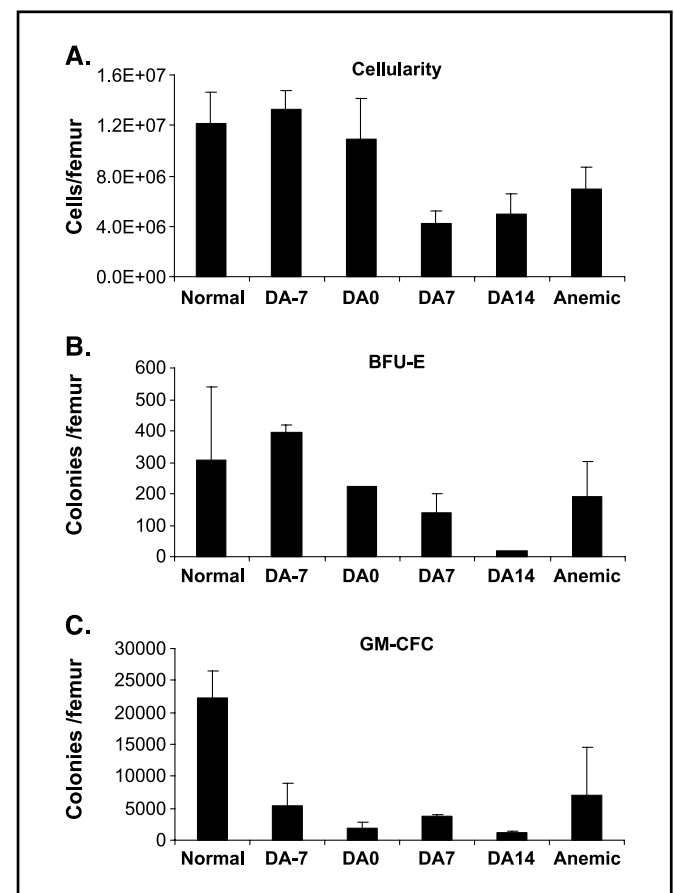 A.
Cellularity
Cells/femur
1.6E+07
1.2E+07
8.0E+06
4.0E+06
0.0E+00
Normal DA-7 DA0 DA7 DA14 Anemic
B.
BFU-E
Colonies /femur
600
500
400
300
200
100
0
Normal DA-7 DA0 DA7 DA14 Anemic
C.
GM-CFC
Colonies /femur
30000
25000
20000
15000
10000
5000
0
Normal DA-7 DA0 DA7 DA14 Anemic